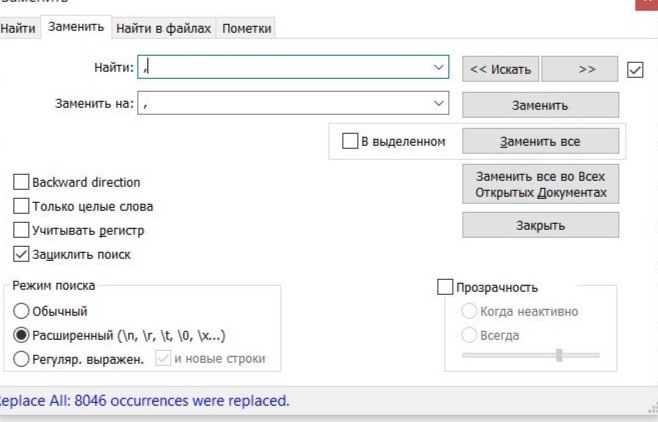 Заменить
Найти
Заменить
Найти в файлах
Пометки
Найти: ,
<< Искать
>>
Заменить на: ,
Заменить
В выделенном
Заменить все
Backward direction
Заменить все во Всех
Открытых Документах
Только целые слова
Учитывать регистр
Закрыть
Зациклить поиск
Режим поиска
Прозрачность
Обычный
Когда неактивно
Расширенный (\n, \r, \t, \0, \x...)
Всегда
Регуляр. выражен.
и новые строки
eplace All: 8046 occurrences were replaced.